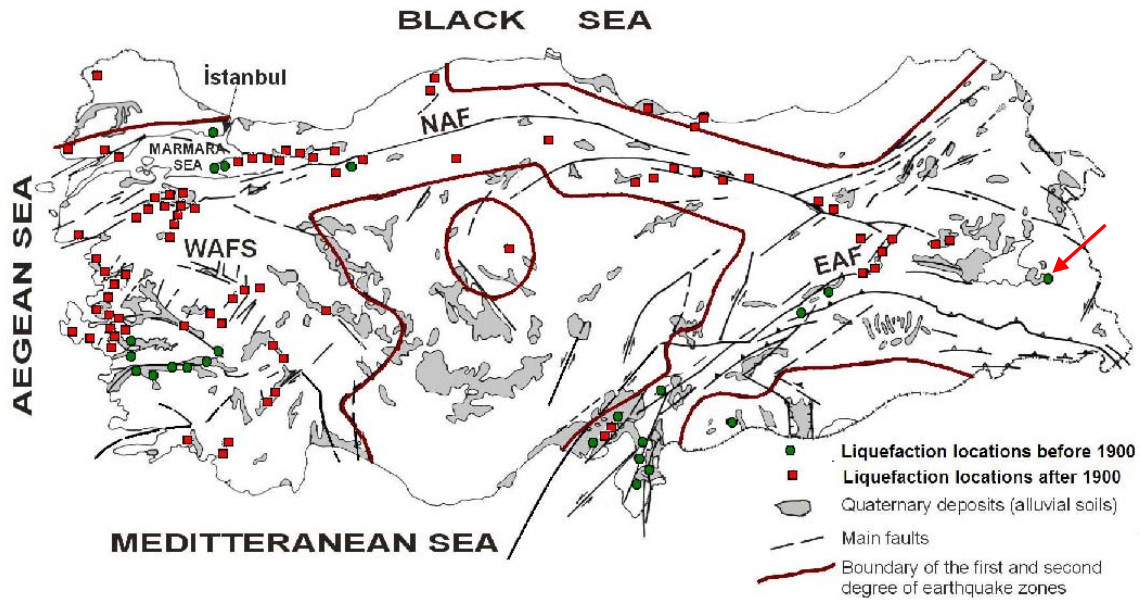 BLACK SEA
İstanbul
NAF
MARMARA
SEA
AEGEAN SEA
WAFS
EAF
MEDITTERANEAN SEA
Liquefaction locations before 1900
Liquefaction locations after 1900
Quaternary deposits (alluvial soils)
Main faults
Boundary of the first and second
degree of earthquake zones